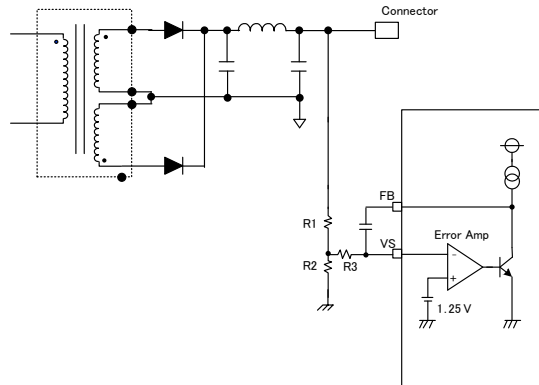 Connector
FB
R1
Error Amp
VS
R2
R3
1.25 V
-
+